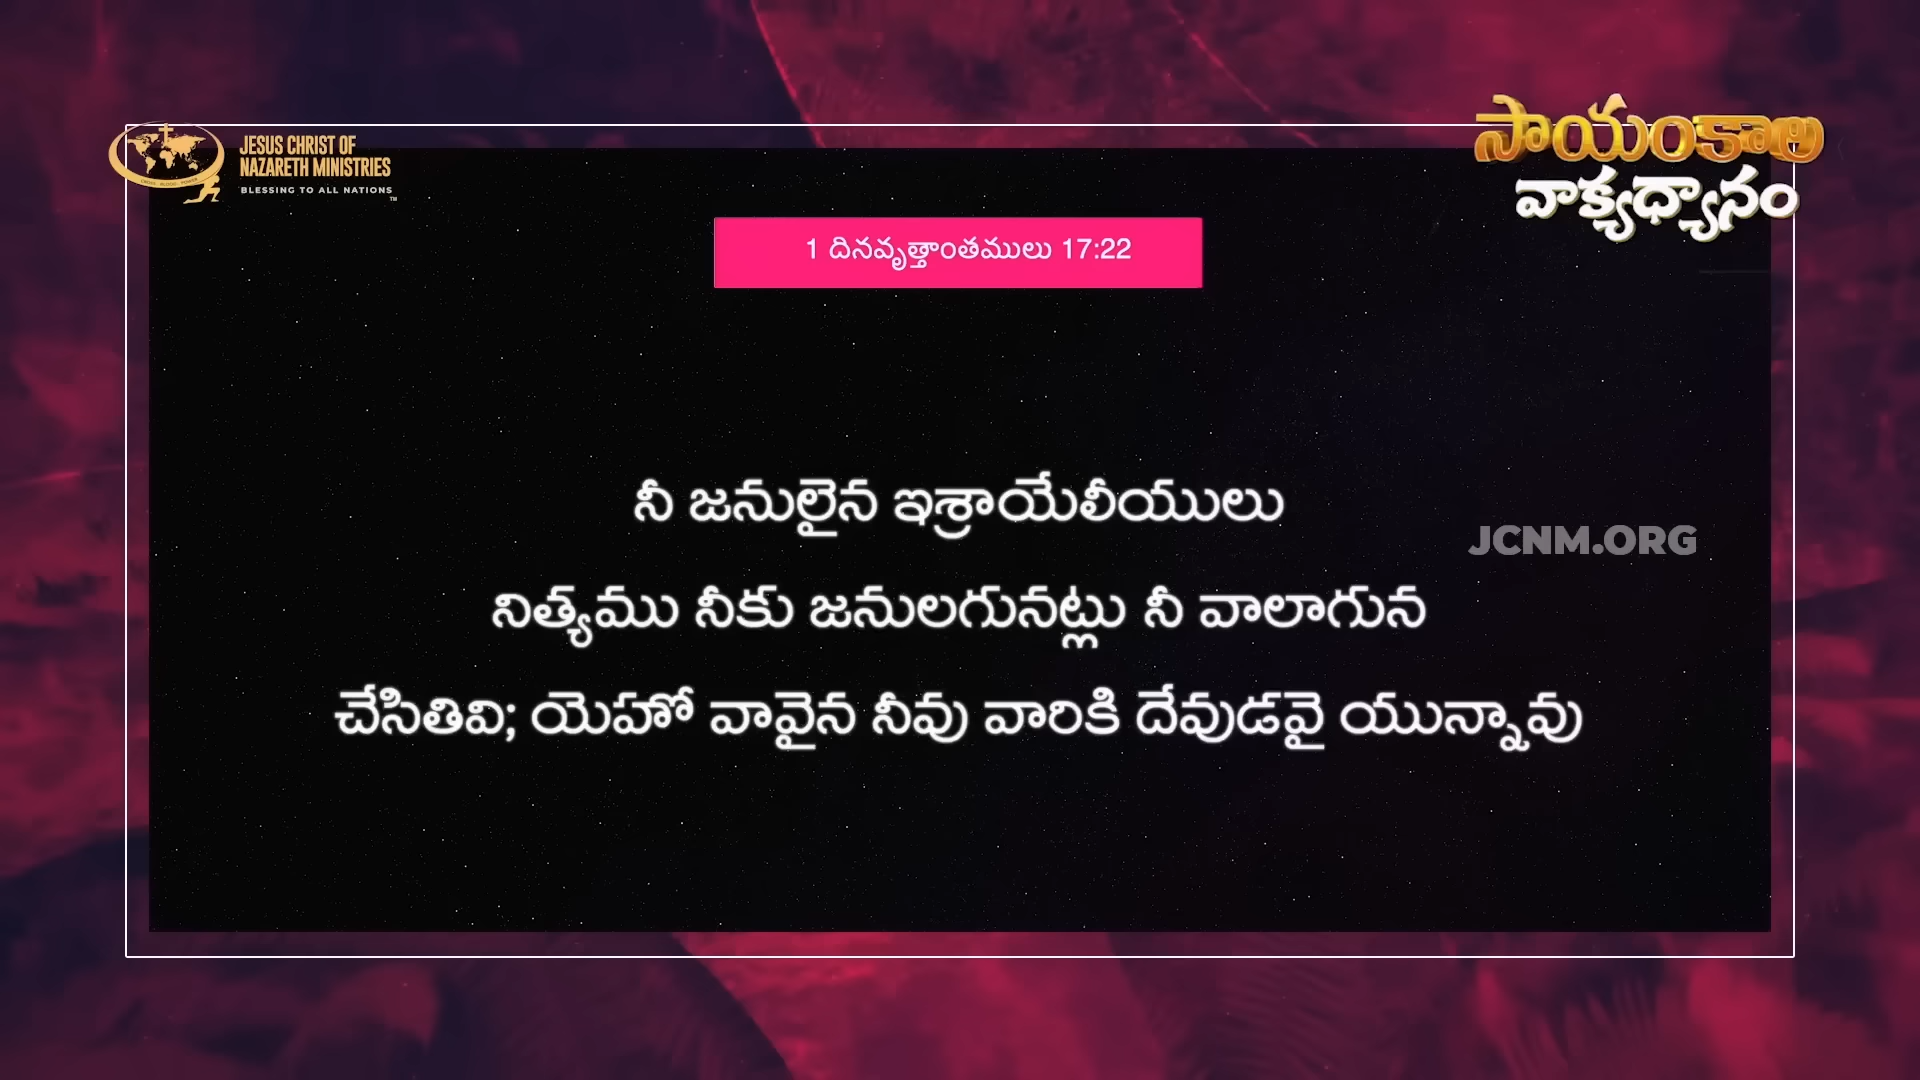 JESUS CHRIST OF
NAZARETH MINISTRIES
BLESSING TO ALL NATIONS
TM
సాయంకాల
వాక్యధ్యానం
1 దినవృత్తాంతములు 17:22
నీ జనులైన ఇశ్రాయేలీయులు
నిత్యము నీకు జనులగునట్లు నీ వాలాగున
చేసితివి; యెహో వావైన నీవు వారికి దేవుడవై యున్నావు
JCNM.ORG